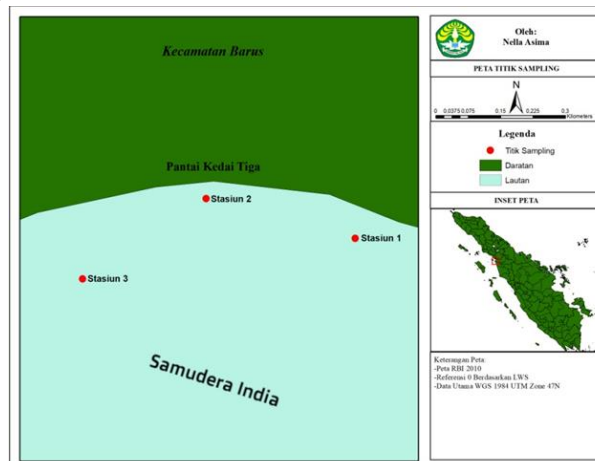 Kecamatan Barus
Pantai Kedai Tiga
Stasiun 2
Stasiun 1
Stasiun 3
Samudera India
Oleh:
Nella Asima
PETA TITIK SAMPLING
N
0 0.0375 0.075 0.15 0.225 0.3
Kilometers
Legenda
Titik Sampling
Daratan
Lautan
INSET PETA
Keterangan Peta:
-Peta RBI 2010
-Referensi 0 Berdasarkan LWS
-Data Utama WGS 1984 UTM Zone 47N